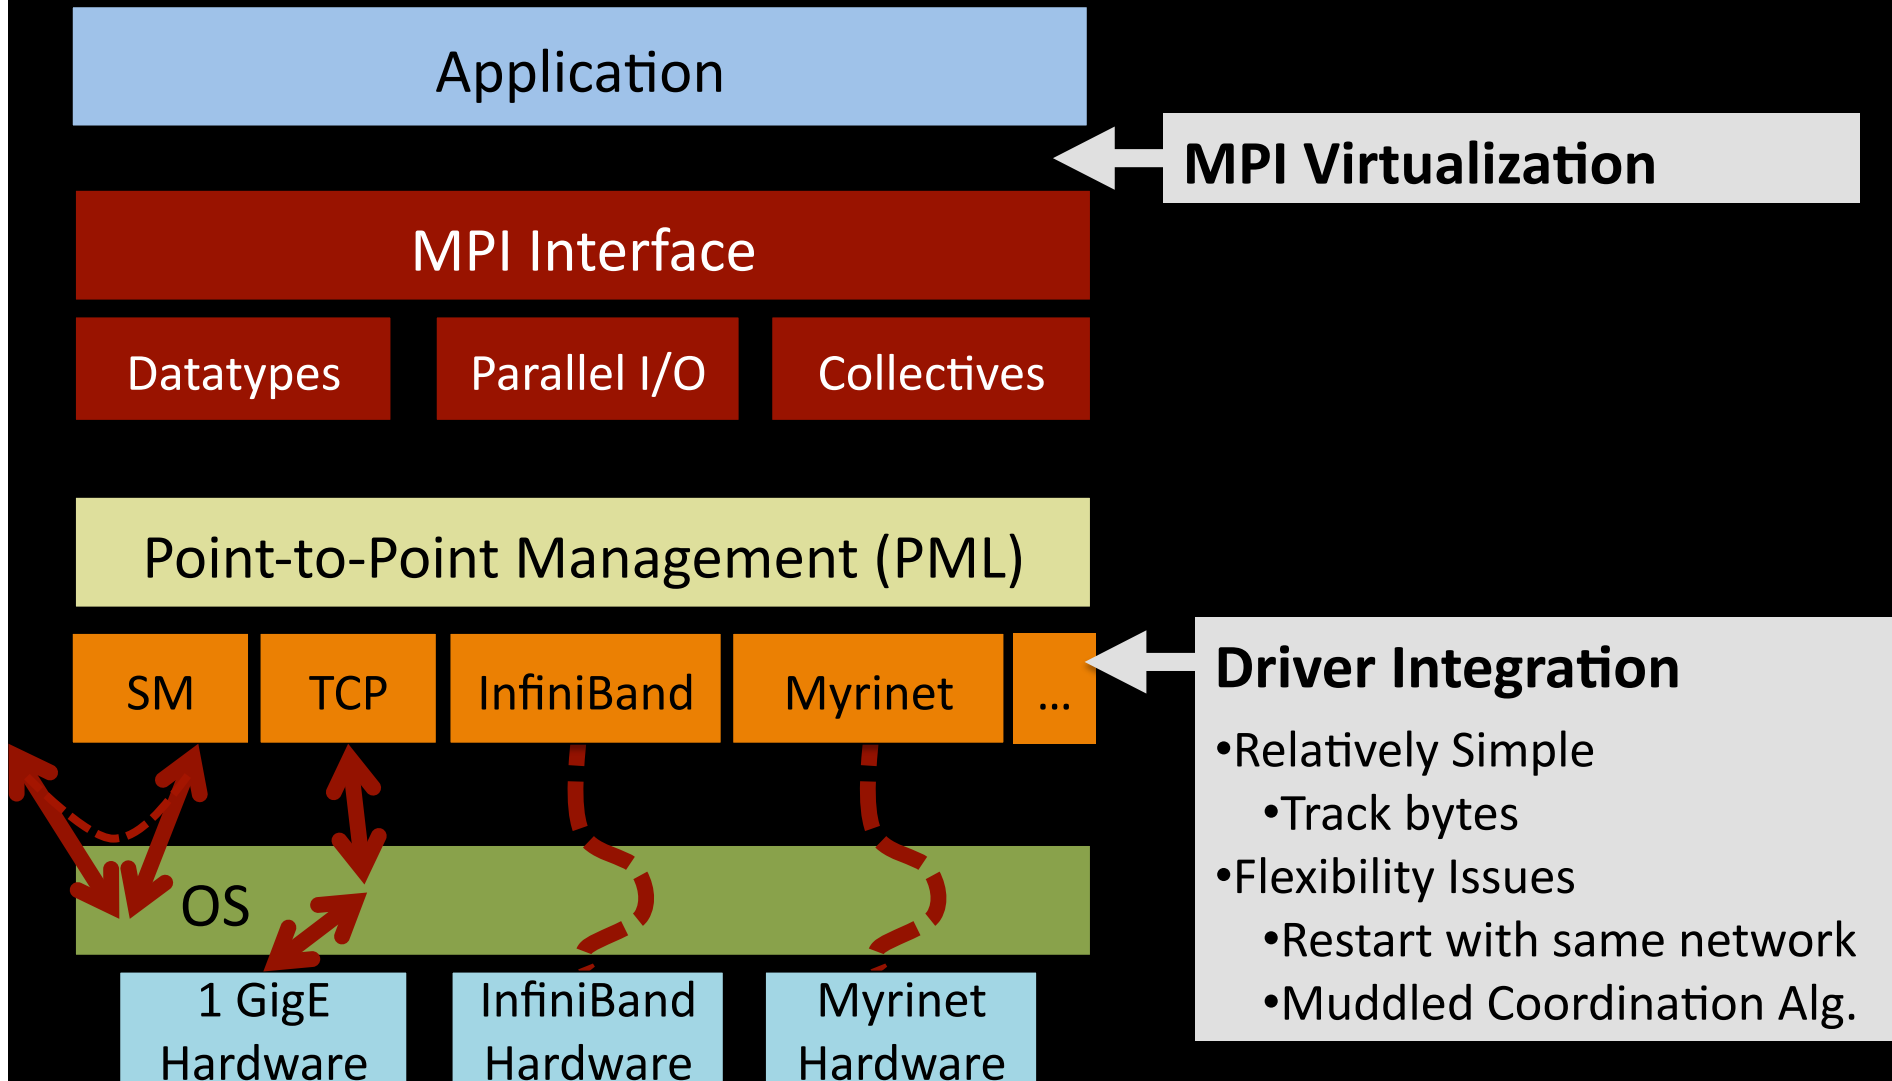 Application
MPI Virtualization
MPI Interface
Datatypes
Parallel I/O
Collectives
Point-to-Point Management (PML)
SM
TCP
InfiniBand
Myrinet
...
Driver Integration
•Relatively Simple
•Track bytes
•Flexibility Issues
•Restart with same network
•Muddled Coordination Alg.
OS
1 GigE
Hardware
InfiniBand
Hardware
Myrinet
Hardware